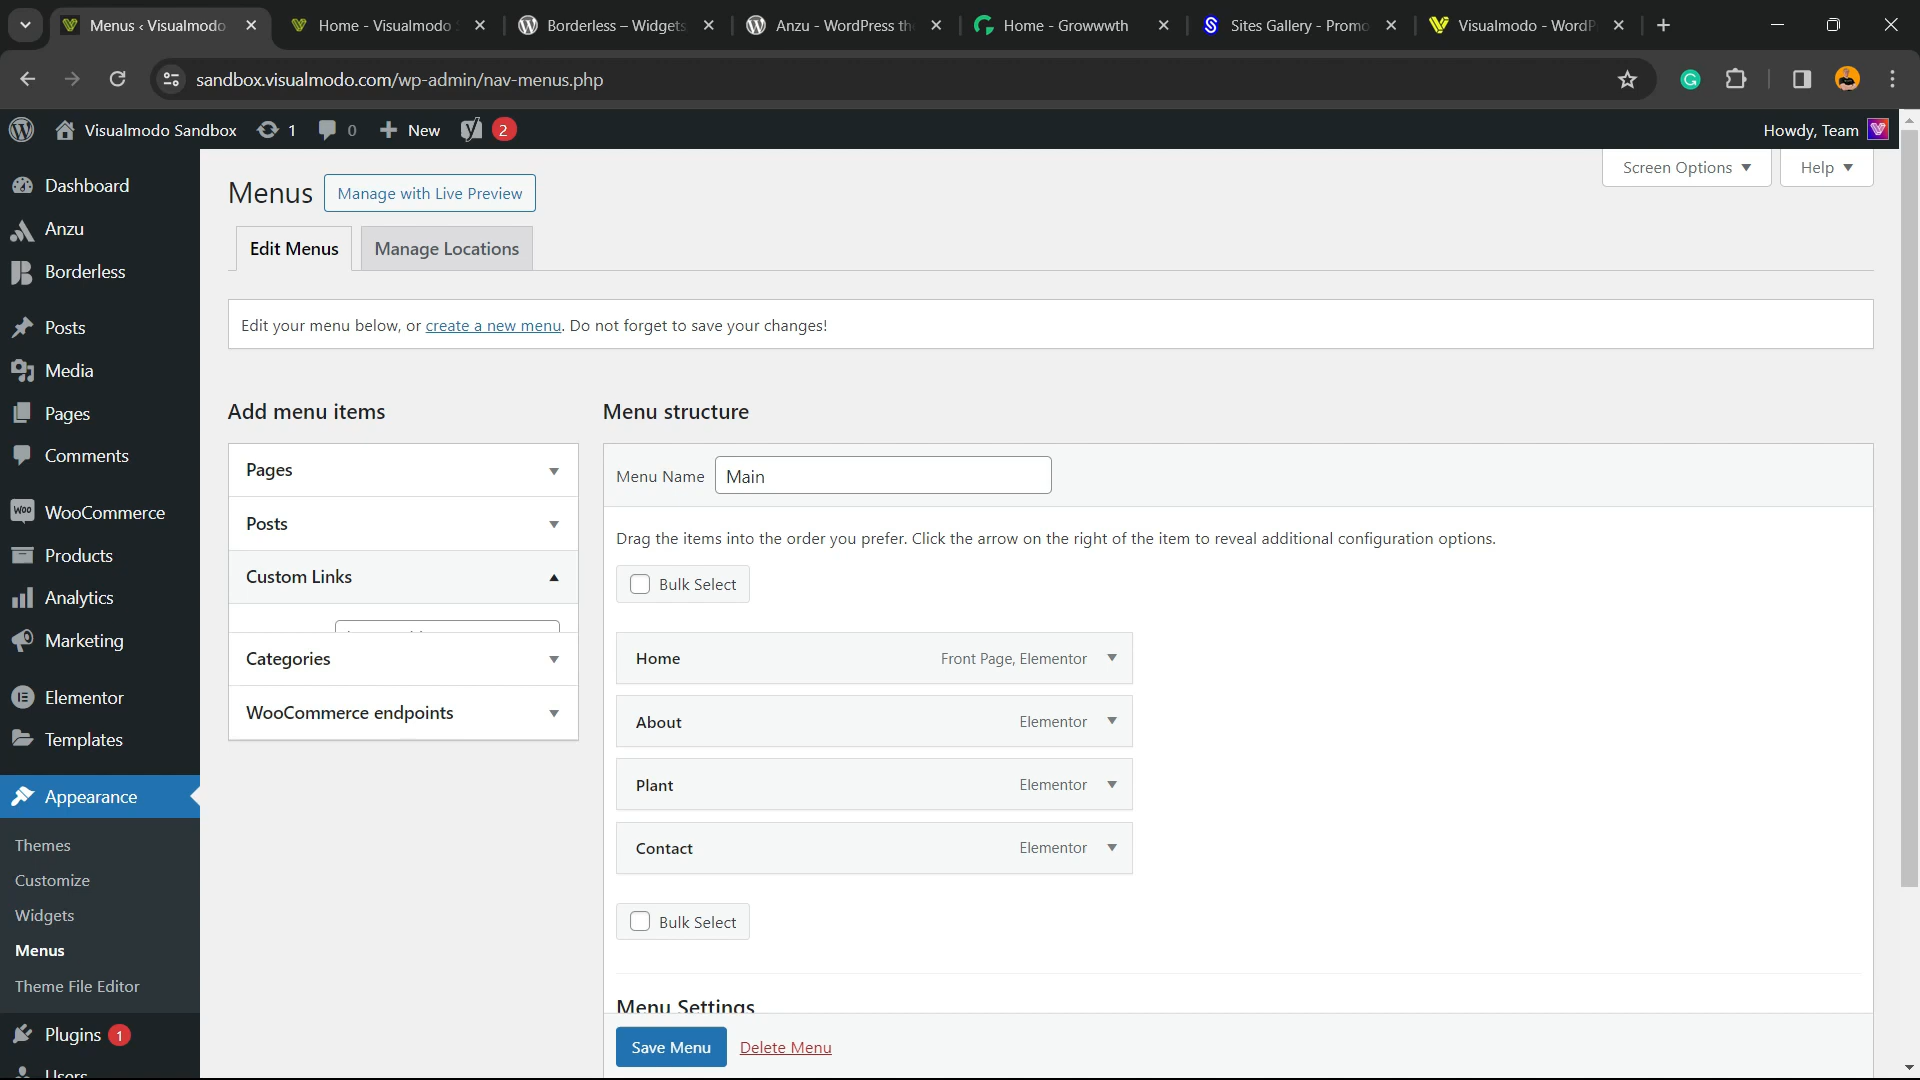 Menus ‹ Visualmodo
Home - Visualmodo
Borderless – Widgets
Anzu - WordPress th
Home - Growwwth
Sites Gallery - Promo
Visualmodo - WordP
sandbox.visualmodo.com/wp-admin/nav-menus.php
Visualmodo Sandbox
1
0
New
2
Howdy, Team
Dashboard
Anzu
Borderless
Posts
Media
Pages
Comments
WooCommerce
Products
Analytics
Marketing
Elementor
Templates
Appearance
Themes
Customize
Widgets
Menus
Theme File Editor
Plugins 1
Users
Screen Options
Help
Menus
Manage with Live Preview
Edit Menus
Manage Locations
Edit your menu below, or create a new menu. Do not forget to save your changes!
Add menu items
Pages
Posts
Custom Links
Categories
WooCommerce endpoints
Menu structure
Menu Name
Main
Drag the items into the order you prefer. Click the arrow on the right of the item to reveal additional configuration options.
Bulk Select
Home Front Page, Elementor
About Elementor
Plant Elementor
Contact Elementor
Bulk Select
Menu Settings
Save Menu
Delete Menu